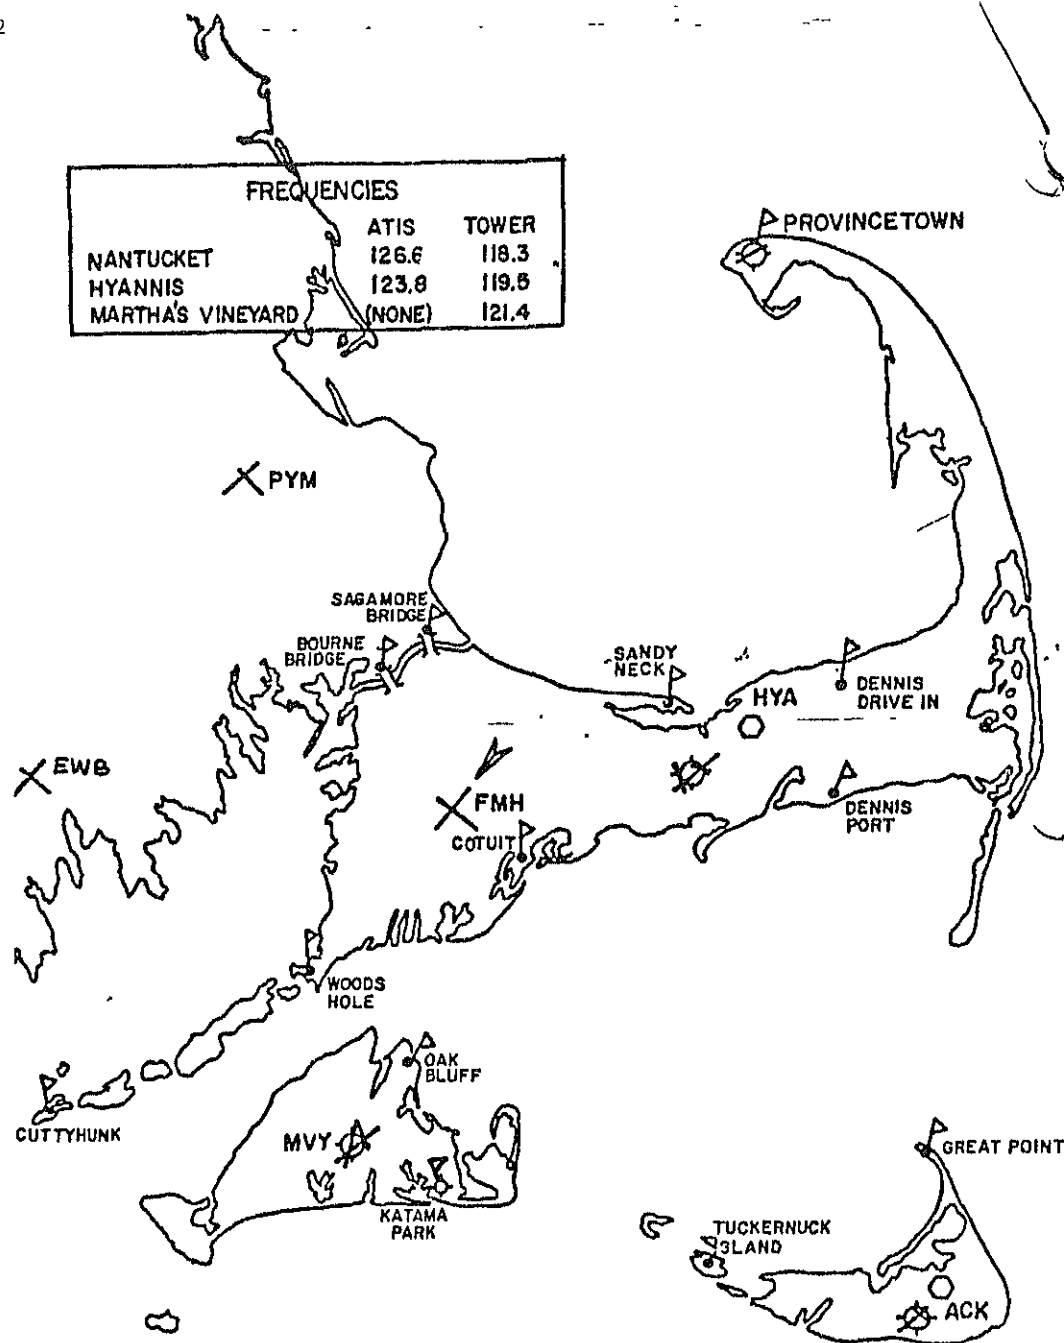 2
FREQUENCIES
ATIS TOWER
NANTUCKET 126.6 118.3
HYANNIS 123.8 119.5
MARTHA'S VINEYARD (NONE) 121.4
PROVINCETOWN
PYM
SAGAMORE
BRIDGE
BOURNE
BRIDGE
SANDY
NECK
HYA
DENNIS
DRIVE IN
EWB
FMH
COTUIT
DENNIS
PORT
WOODS
HOLE
OAK
BLUFF
CUTTYHUNK
MVY
KATAMA
PARK
GREAT POINT
TUCKERNUCK
3LAND
ACK